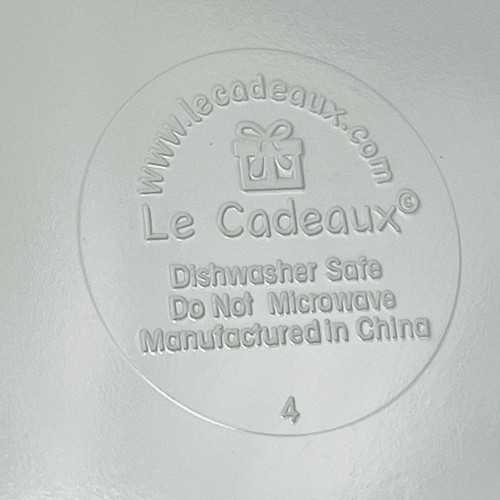 www.lecadeaux.com
Le Cadeaux©
Dishwasher Safe
Do Not Microwave
Manufactured in China
4